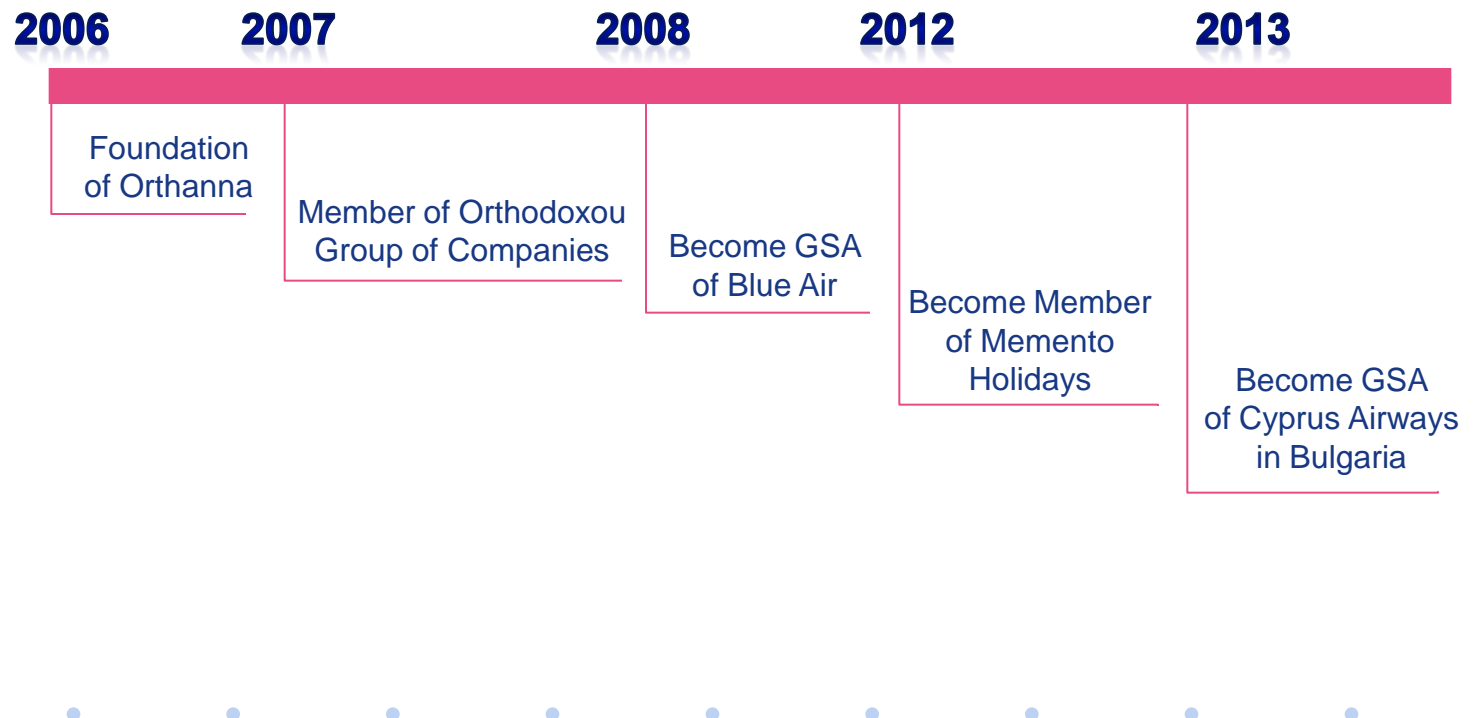 2006 2007 2008 2012 2013
Foundation
of Orthanna
Member of Orthodoxou
Group of Companies
Become GSA
of Blue Air
Become Member
of Memento
Holidays
Become GSA
of Cyprus Airways
in Bulgaria